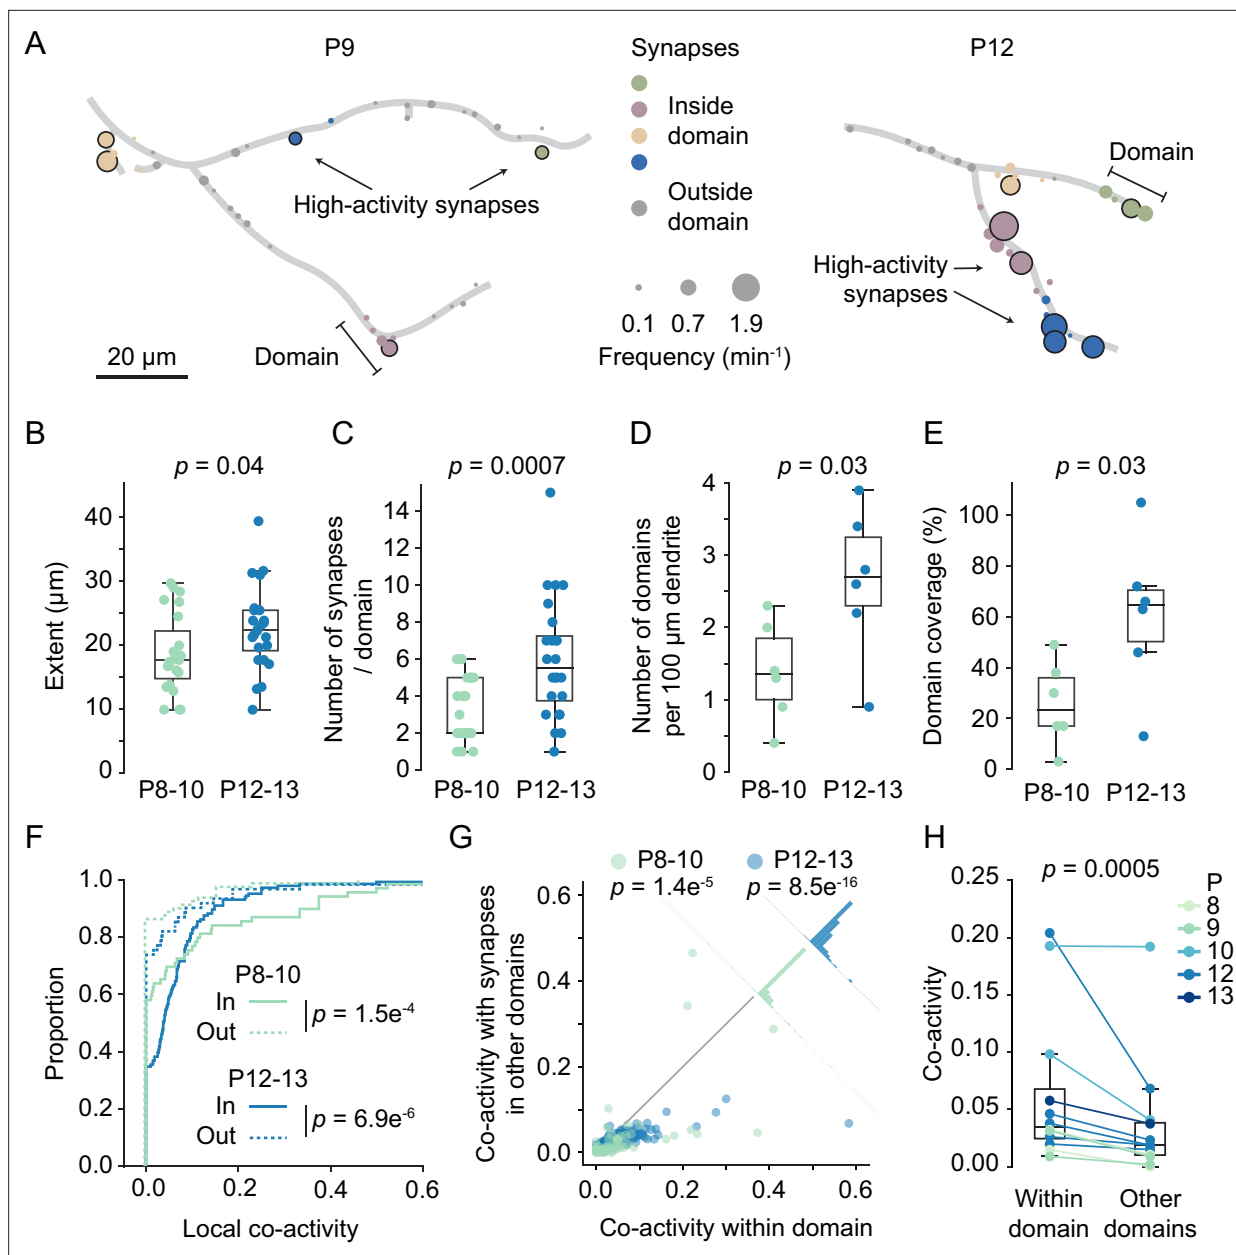 A
P9
Synapses
P12
Inside
domain
Outside
domain
High-activity synapses
Domain
20 µm
0.1 0.7 1.9
Frequency (min-1)
Domain
High-activity
synapses
B
p = 0.04
Extent (µm)
40
30
20
10
0
P8-10 P12-13
C
p = 0.0007
Number of synapses
/ domain
14
12
10
8
6
4
2
0
P8-10 P12-13
D
p = 0.03
Number of domains
per 100 µm dendrite
4
3
2
1
0
P8-10 P12-13
E
p = 0.03
Domain coverage (%)
100
80
60
40
20
0
P8-10 P12-13
F
Proportion
1.0
0.8
0.6
0.4
0.2
0.0
P8-10
In
Out
p = 1.5e-4
P12-13
In
Out
p = 6.9e-6
0.0 0.2 0.4 0.6
Local co-activity
G
P8-10 P12-13
p = 1.4e-5 p = 8.5e-16
Co-activity with synapses
in other domains
0.6
0.4
0.2
0.0
0.0 0.2 0.4 0.6
Co-activity within domain
H
p = 0.0005
P
8
9
10
12
13
Co-activity
0.25
0.20
0.15
0.10
0.05
0.00
Within
domain
Other
domains